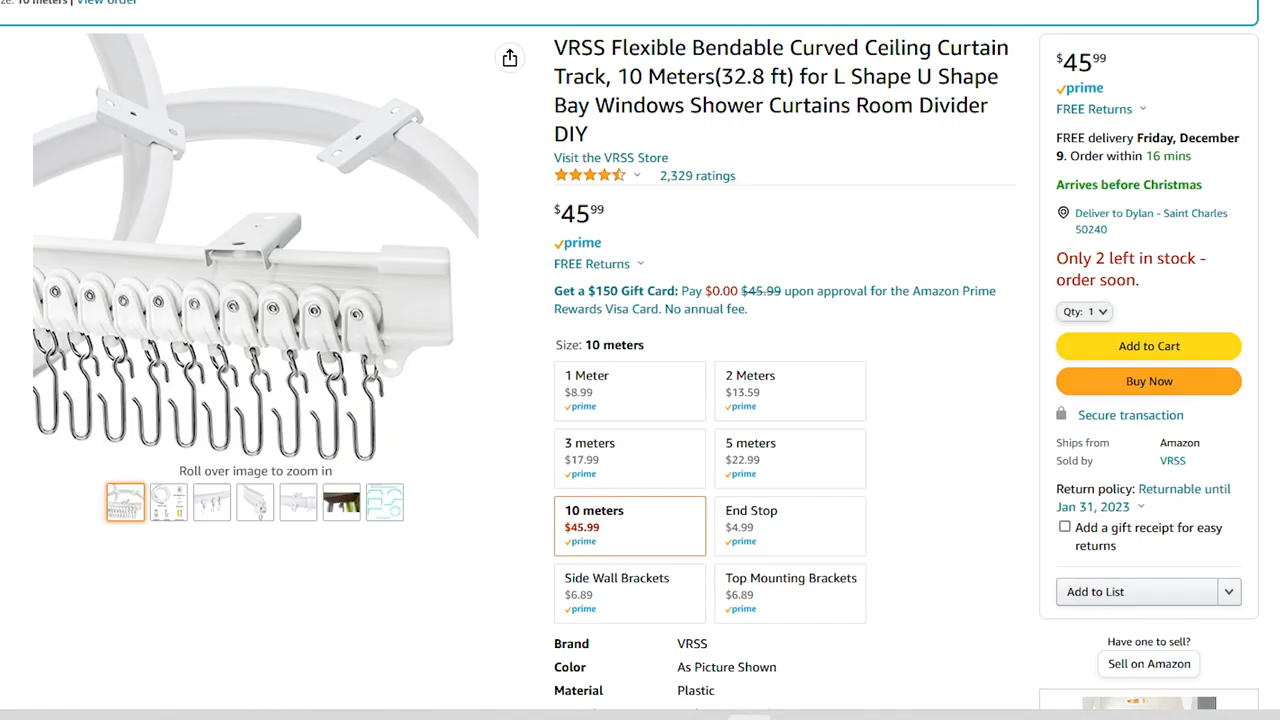 ze: 10 meters | View order
VRSS Flexible Bendable Curved Ceiling Curtain
Track, 10 Meters(32.8 ft) for L Shape U Shape
Bay Windows Shower Curtains Room Divider
DIY
Visit the VRSS Store
2,329 ratings
$4599
prime
FREE Returns
Get a $150 Gift Card: Pay $0.00 $45.99 upon approval for the Amazon Prime
Rewards Visa Card. No annual fee.
Size: 10 meters
1 Meter
$8.99
prime
2 Meters
$13.59
prime
3 meters
$17.99
prime
5 meters
$22.99
prime
10 meters
$45.99
prime
End Stop
$4.99
prime
Side Wall Brackets
$6.89
prime
Top Mounting Brackets
$6.89
prime
Brand VRSS
Color As Picture Shown
Material Plastic
Roll over image to zoom in
$4599
prime
FREE Returns
FREE delivery Friday, December
9. Order within 16 mins
Arrives before Christmas
Deliver to Dylan - Saint Charles
50240
Only 2 left in stock -
order soon.
Qty: 1
Add to Cart
Buy Now
Secure transaction
Ships from Amazon
Sold by VRSS
Return policy: Returnable until
Jan 31, 2023
Add a gift receipt for easy
returns
Add to List
Have one to sell?
Sell on Amazon